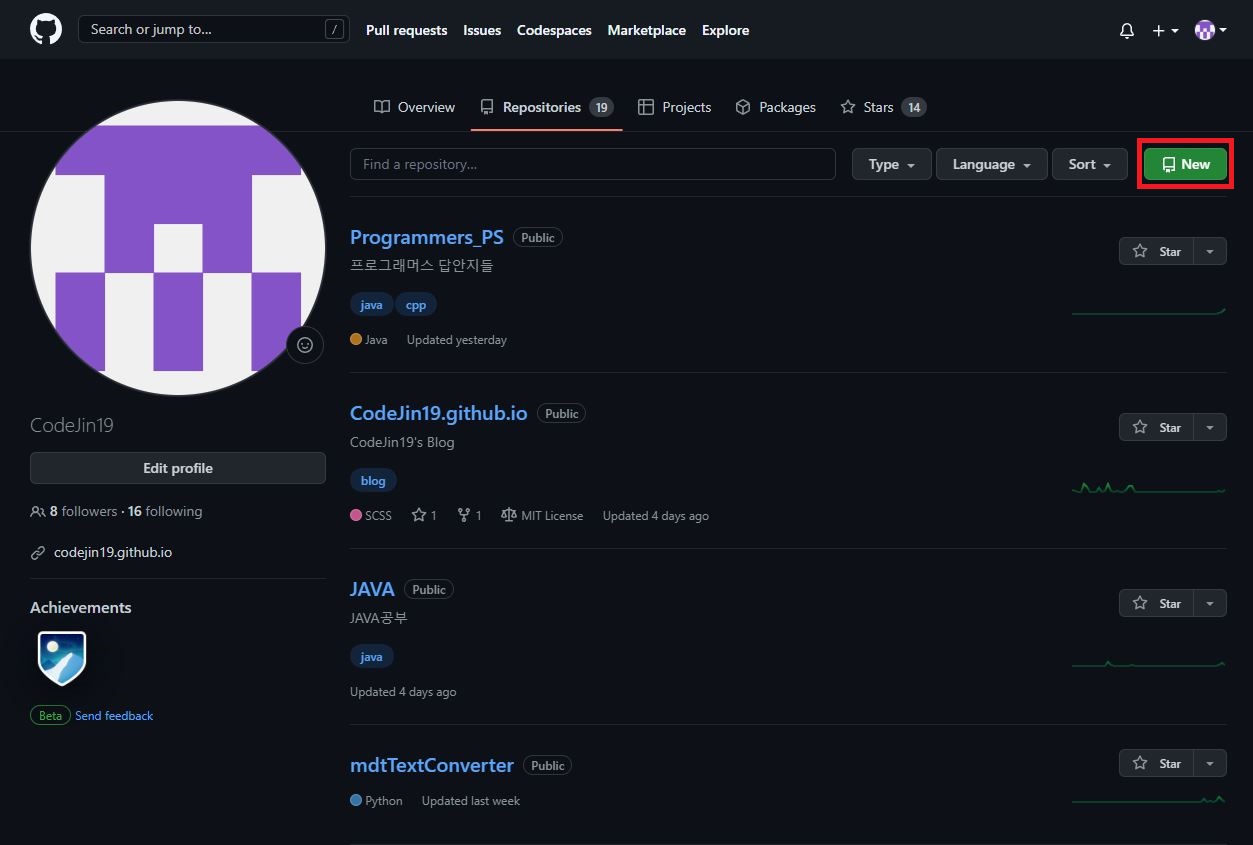 Search or jump to... / Pull requests Issues Codespaces Marketplace Explore
Overview Repositories 19 Projects Packages Stars 14
Find a repository... Type Language Sort New
Programmers_PS Public
Star
프로그래머스 답안지들
java cpp
Java Updated yesterday
CodeJin19.github.io Public
Star
CodeJin19's Blog
blog
SCSS 1 1 MIT License Updated 4 days ago
JAVA Public
Star
JAVA공부
java
Updated 4 days ago
mdtTextConverter Public
Star
Python Updated last week
CodeJin19
Edit profile
8 followers · 16 following
codejin19.github.io
Achievements
Beta Send feedback